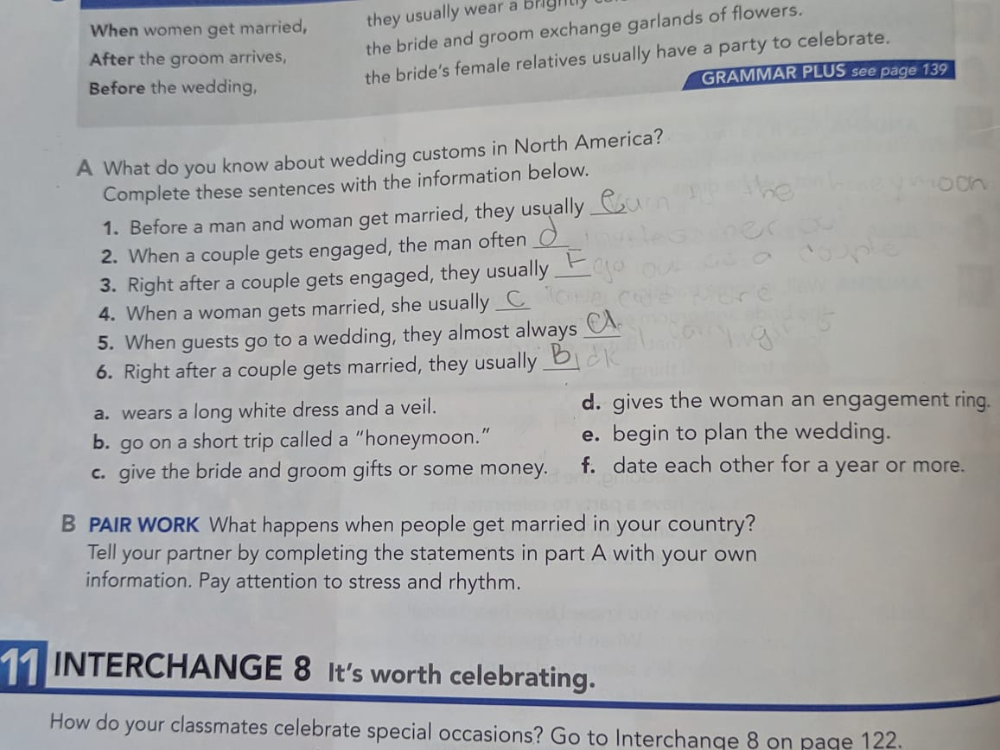 When women get married, they usually wear a brightly
After the groom arrives, the bride and groom exchange garlands of flowers.
Before the wedding, the bride's female relatives usually have a party to celebrate.
GRAMMAR PLUS see page 139
A What do you know about wedding customs in North America?
Complete these sentences with the information below.
1. Before a man and woman get married, they usually e the honeymoon
2. When a couple gets engaged, the man often d
3. Right after a couple gets engaged, they usually F go out as a couple
4. When a woman gets married, she usually C
5. When guests go to a wedding, they almost always
6. Right after a couple gets married, they usually B
a. wears a long white dress and a veil. d. gives the woman an engagement ring.
b. go on a short trip called a “honeymoon.” e. begin to plan the wedding.
c. give the bride and groom gifts or some money. f. date each other for a year or more.
B PAIR WORK What happens when people get married in your country?
Tell your partner by completing the statements in part A with your own
information. Pay attention to stress and rhythm.
11 INTERCHANGE 8 It's worth celebrating.
How do your classmates celebrate special occasions? Go to Interchange 8 on page 122.